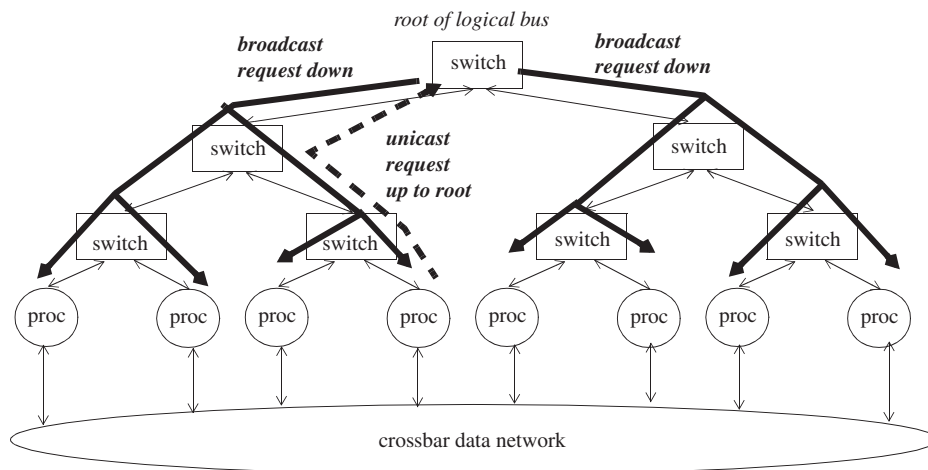 root of logical bus
broadcast
request down
broadcast
request down
switch
switch
unicast
request
up to root
switch
switch
switch
switch
switch
proc
proc
proc
proc
proc
proc
proc
proc
crossbar data network